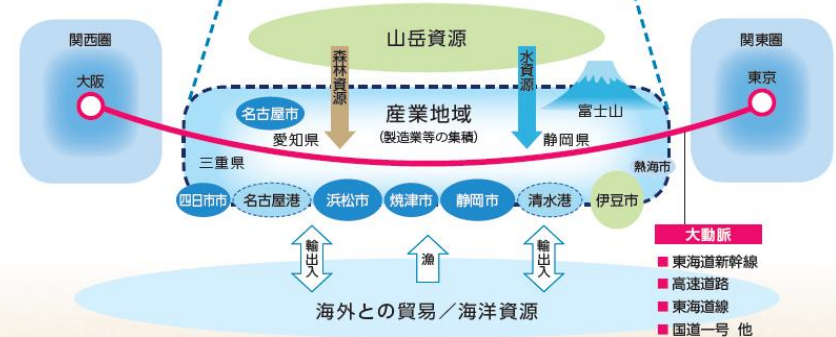 関西圏
大阪
山岳資源
森林資源
水資源
関東圏
東京
名古屋市
愛知県
産業地域
(製造業等の集積)
静岡県
富士山
三重県
熱海市
四日市市
名古屋港
浜松市
焼津市
静岡市
清水港
伊豆市
輸出入
漁
輸出入
海外との貿易/海洋資源
大動脈
■ 東海道新幹線
■ 高速道路
■ 東海道線
■ 国道一号 他